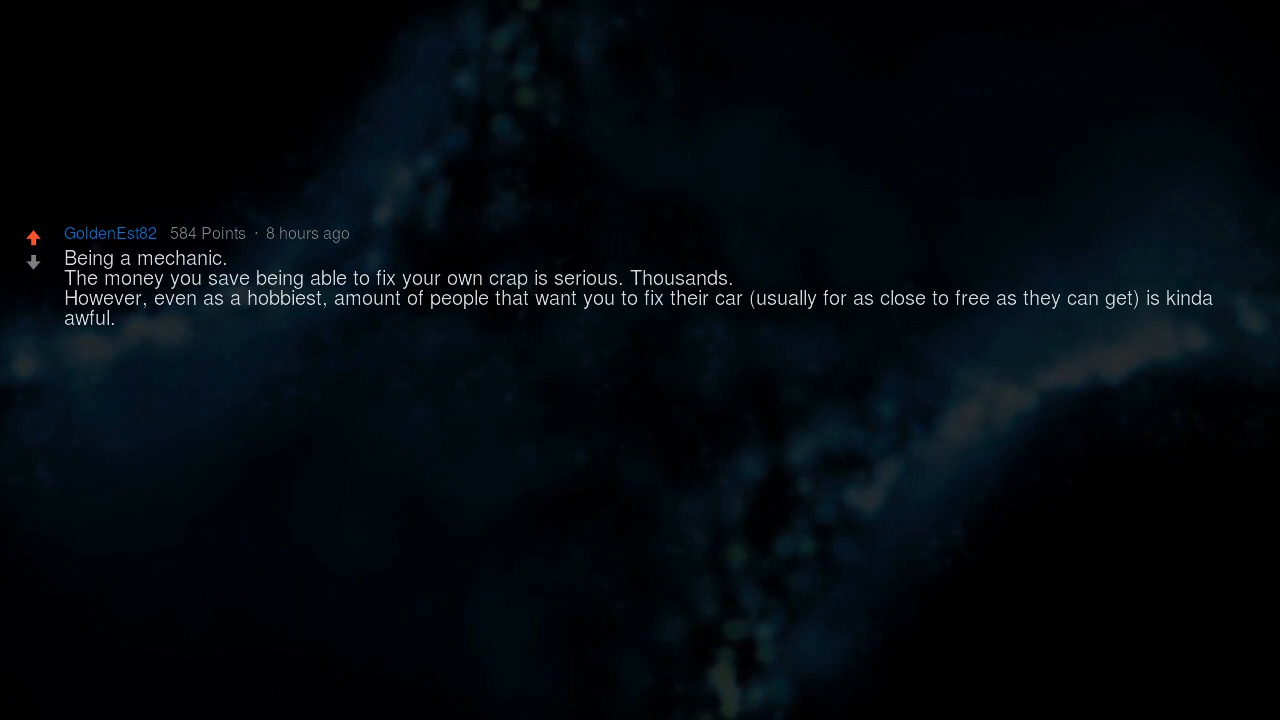 GoldenEst82 584 Points · 8 hours ago
Being a mechanic.
The money you save being able to fix your own crap is serious. Thousands.
However, even as a hobbiest, amount of people that want you to fix their car (usually for as close to free as they can get) is kinda
awful.